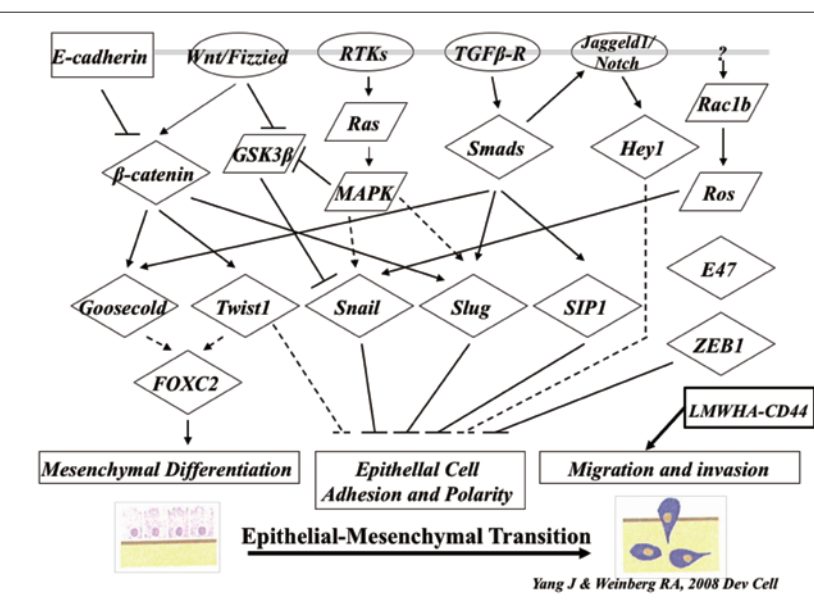 E-cadherin
Wnt/Fizzied
RTKs
TGFβ-R
Jaggeld1/
Notch
?
Rac1b
Ras
GSK3β
Smads
Hey1
β-catenin
MAPK
Ros
E47
Goosecold
Twist1
Snail
Slug
SIP1
ZEB1
FOXC2
LMWHA-CD44
Mesenchymal Differentiation
Epithellal Cell
Adhesion and Polarity
Migration and invasion
Epithelial-Mesenchymal Transition
Yang J & Weinberg RA, 2008 Dev Cell